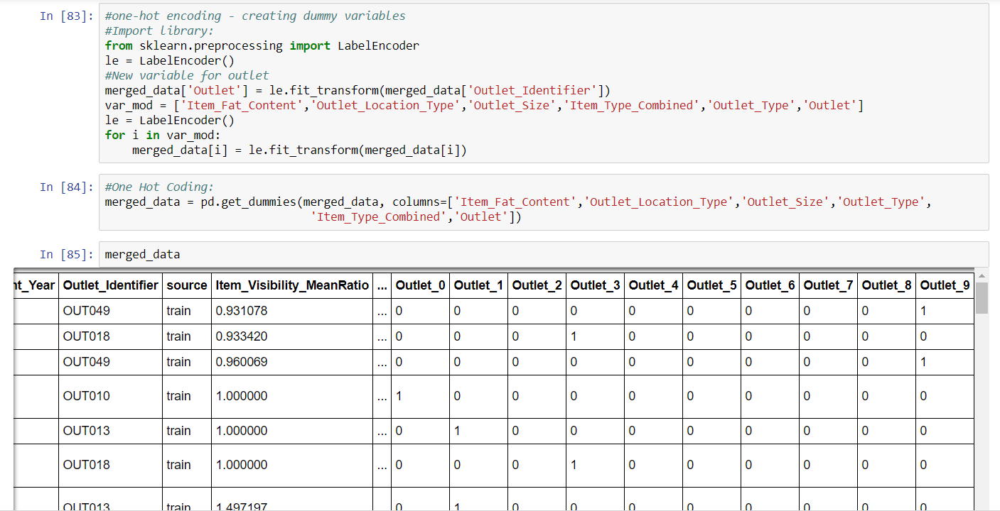 In [83]: #one-hot encoding - creating dummy variables
#Import library:
from sklearn.preprocessing import LabelEncoder
le = LabelEncoder()
#New variable for outlet
merged_data['Outlet'] = le.fit_transform(merged_data['Outlet_Identifier'])
var_mod = ['Item_Fat_Content','Outlet_Location_Type','Outlet_Size','Item_Type_Combined','Outlet_Type','Outlet']
le = LabelEncoder()
for i in var_mod:
    merged_data[i] = le.fit_transform(merged_data[i])
In [84]: #One Hot Coding:
merged_data = pd.get_dummies(merged_data, columns=['Item_Fat_Content','Outlet_Location_Type','Outlet_Size','Outlet_Type',
'Item_Type_Combined','Outlet'])
In [85]: merged_data
nt_Year Outlet_Identifier source Item_Visibility_MeanRatio ... Outlet_0 Outlet_1 Outlet_2 Outlet_3 Outlet_4 Outlet_5 Outlet_6 Outlet_7 Outlet_8 Outlet_9
OUT049 train 0.931078 ... 0 0 0 0 0 0 0 0 0 1
OUT018 train 0.933420 ... 0 0 0 1 0 0 0 0 0 0
OUT049 train 0.960069 ... 0 0 0 0 0 0 0 0 0 1
OUT010 train 1.000000 ... 1 0 0 0 0 0 0 0 0 0
OUT013 train 1.000000 ... 0 1 0 0 0 0 0 0 0 0
OUT018 train 1.000000 ... 0 0 0 1 0 0 0 0 0 0
OUT013 train 1.497197 ... 0 1 0 0 0 0 0 0 0 0